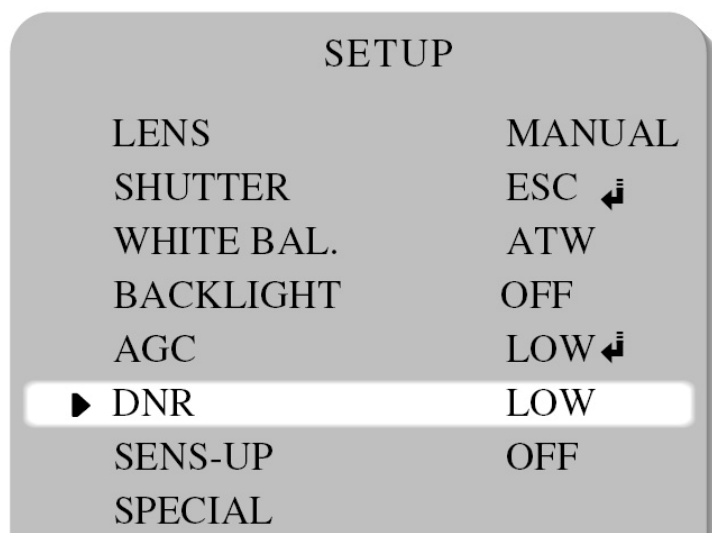 SETUP
LENS MANUAL
SHUTTER ESC
WHITE BAL. ATW
BACKLIGHT OFF
AGC LOW
DNR LOW
SENS-UP OFF
SPECIAL